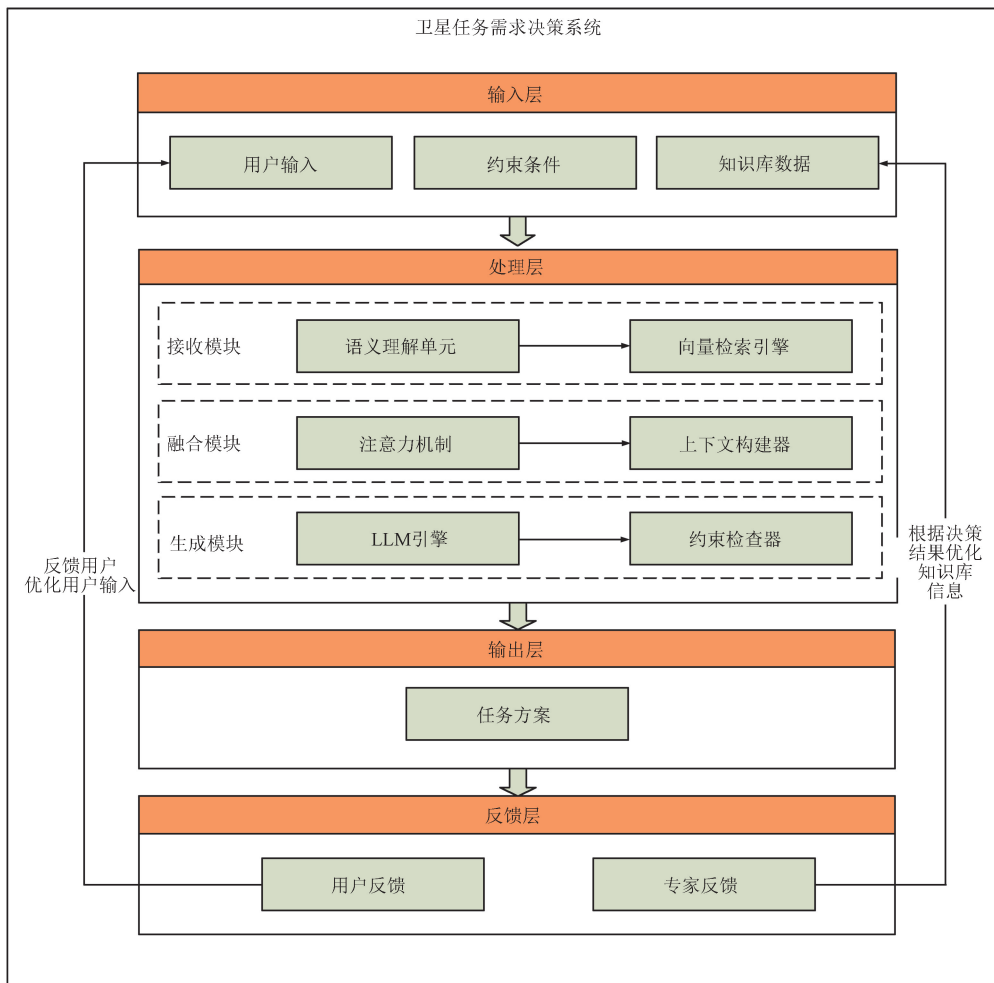 卫星任务需求决策系统
输入层
用户输入
约束条件
知识库数据
处理层
接收模块
语义理解单元
向量检索引擎
融合模块
注意力机制
上下文构建器
生成模块
LLM引擎
约束检查器
反馈用户
优化用户输入
根据决策
结果优化
知识库
信息
输出层
任务方案
反馈层
用户反馈
专家反馈